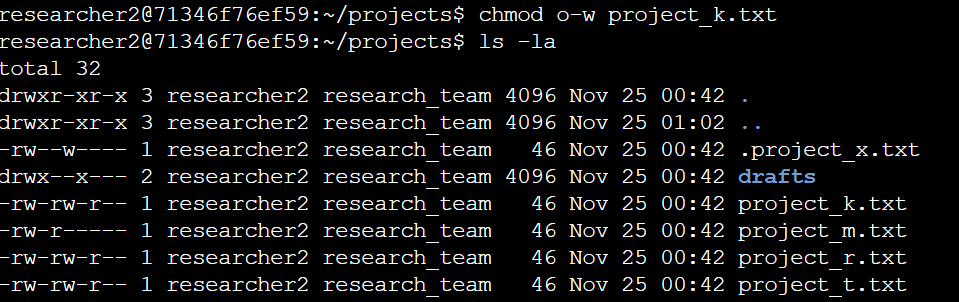 researcher2@71346f76ef59:~/projects$ chmod o-w project_k.txt
researcher2@71346f76ef59:~/projects$ ls -la
total 32
drwxr-xr-x 3 researcher2 research_team 4096 Nov 25 00:42 .
drwxr-xr-x 3 researcher2 research_team 4096 Nov 25 01:02 ..
-rw--w---- 1 researcher2 research_team   46 Nov 25 00:42 .project_x.txt
drwx--x--- 2 researcher2 research_team 4096 Nov 25 00:42 drafts
-rw-rw-r-- 1 researcher2 research_team   46 Nov 25 00:42 project_k.txt
-rw-r----- 1 researcher2 research_team   46 Nov 25 00:42 project_m.txt
-rw-rw-r-- 1 researcher2 research_team   46 Nov 25 00:42 project_r.txt
-rw-rw-r-- 1 researcher2 research_team   46 Nov 25 00:42 project_t.txt